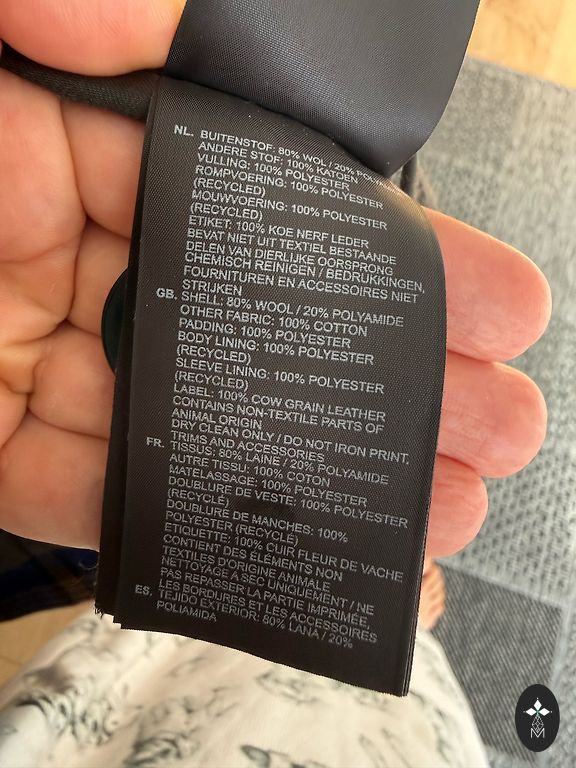 NL. BUITENSTOF: 80% WOL / 20%
ANDERE STOF: 100% KATOEN
VULLING: 100% POLYESTER
ROMPVOERING: 100% POLYESTER
(RECYCLED)
MOUWVOERING: 100% POLYESTER
(RECYCLED)
ETIKET: 100% KOE NERF LEDER
BEVAT NIET UIT TEXTIEL BESTAANDE
DELEN VAN DIERLIJKE OORSPRONG
CHEMISCH REINIGEN / BEDRUKKINGEN,
FOURNITUREN EN ACCESSOIRES NIET
STRIJKEN
GB. SHELL: 80% WOOL / 20% POLYAMIDE
OTHER FABRIC: 100% COTTON
PADDING: 100% POLYESTER
BODY LINING: 100% POLYESTER
(RECYCLED)
SLEEVE LINING: 100% POLYESTER
(RECYCLED)
LABEL: 100% COW GRAIN LEATHER
CONTAINS NON-TEXTILE PARTS OF
ANIMAL ORIGIN
DRY CLEAN ONLY / DO NOT IRON PRINT,
TRIMS AND ACCESSORIES
FR. TISSUS: 80% LAINE / 20% POLYAMIDE
AUTRE TISSU: 100% COTON
MATELASSAGE: 100% POLYESTER
DOUBLURE DE VESTE: 100% POLYESTER
(RECYCLÉ)
DOUBLURE DE MANCHES: 100%
POLYESTER (RECYCLÉ)
ETIQUETTE: 100% CUIR FLEUR DE VACHE
CONTIENT DES ÉLÉMENTS NON
TEXTILES D'ORIGINE ANIMALE
NETTOYAGE A SEC UNIQUEMENT / NE
PAS REPASSER LA PARTIE IMPRIMÉE,
LES BORDURES ET LES ACCESSOIRES
ES. TEJIDO EXTERIOR: 80% LANA / 20%
POLIAMIDA
M